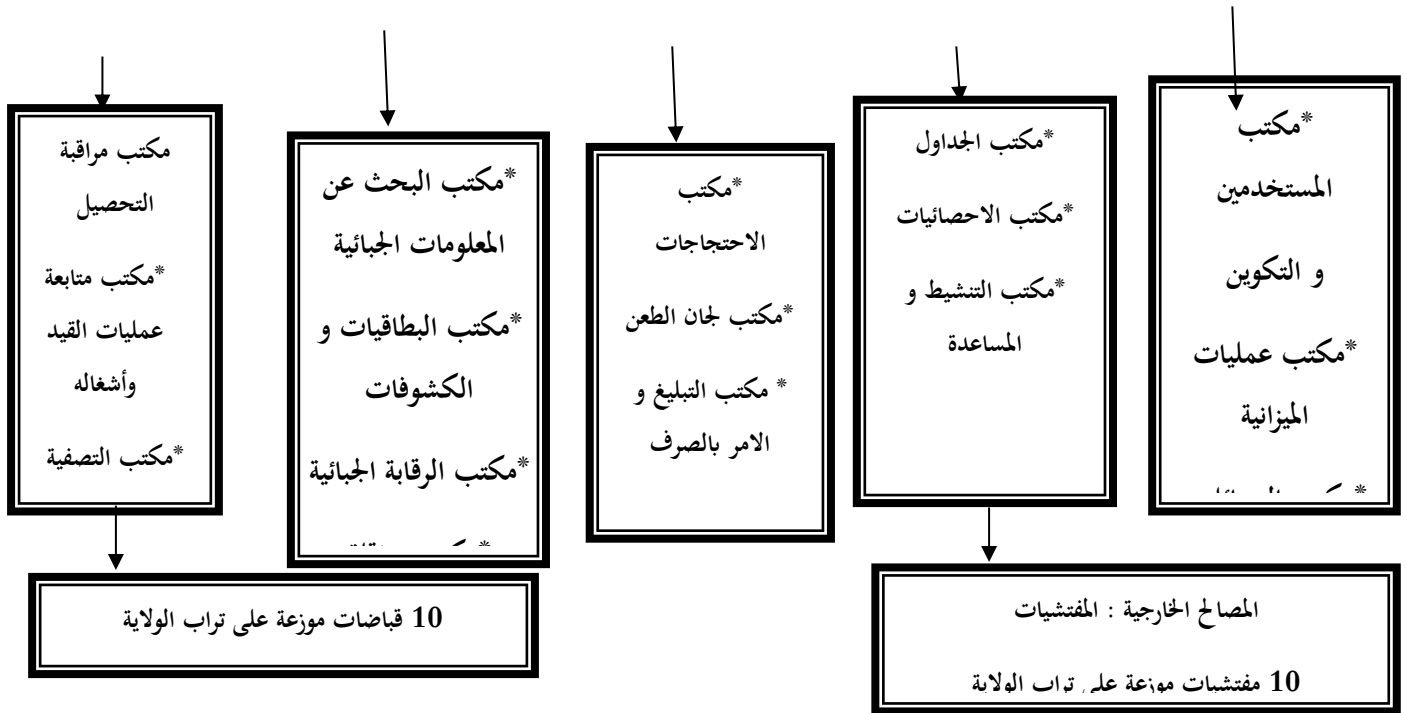 *مكتب
المستخدمين
و التكوين
*مكتب عمليات
الميزانية
*مكتب الجداول
*مكتب الاحصائيات
*مكتب التنشيط و
المساعدة
*مكتب
الاحتجاجات
*مكتب لجان الطعن
* مكتب التبليغ و
الامر بالصرف
*مكتب البحث عن
المعلومات الجبائية
*مكتب البطاقيات و
الكشوفات
*مكتب الرقابة الجبائية
مكتب مراقبة
التحصيل
*مكتب متابعة
عمليات القيد
وأشغاله
*مكتب التصفية
المصالح الخارجية : المفتشيات
10 مفتشيات موزعة على تراب الولاية
10 قباضات موزعة على تراب الولاية